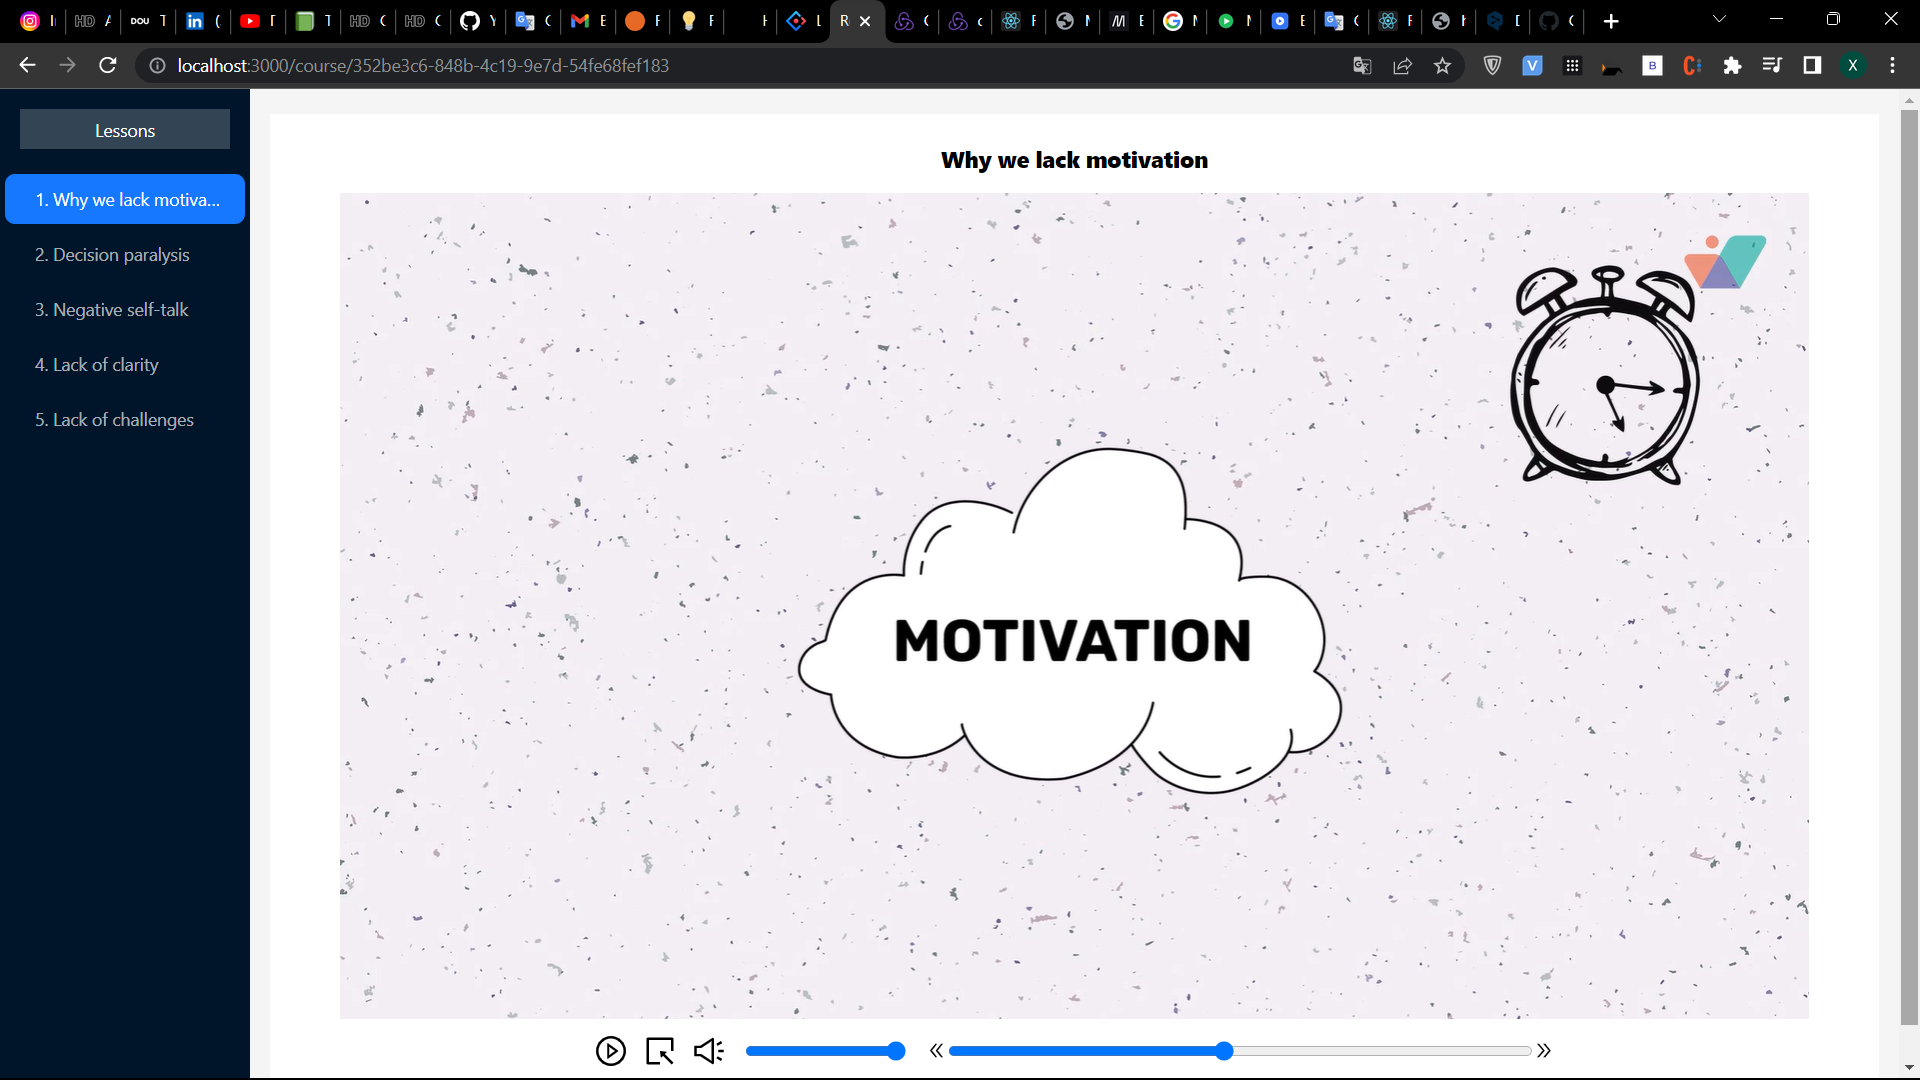 DOU
localhost:3000/course/352be3c6-848b-4c19-9e7d-54fe68fef183
X
Lessons
1. Why we lack motiva...
2. Decision paralysis
3. Negative self-talk
4. Lack of clarity
5. Lack of challenges
Why we lack motivation
MOTIVATION